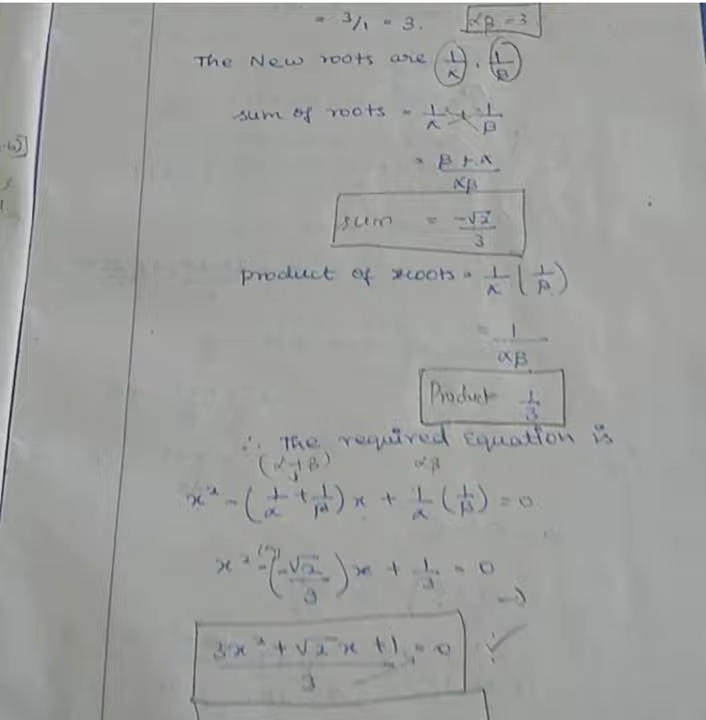 = 3/1 = 3. αβ = 3
The New roots are (1/α), (1/β)
sum of roots = 1/α + 1/β
= β + α / αβ
sum = -√2/3
product of roots = 1/α (1/β)
= 1/αβ
Product 1/3
∴ The required Equation is
(α+β) αβ
x² - (1/α + 1/β) x + 1/α (1/β) = 0
x² - (-√2/3) x + 1/3 = 0
3x² + √2 x + 1 / 3 = 0